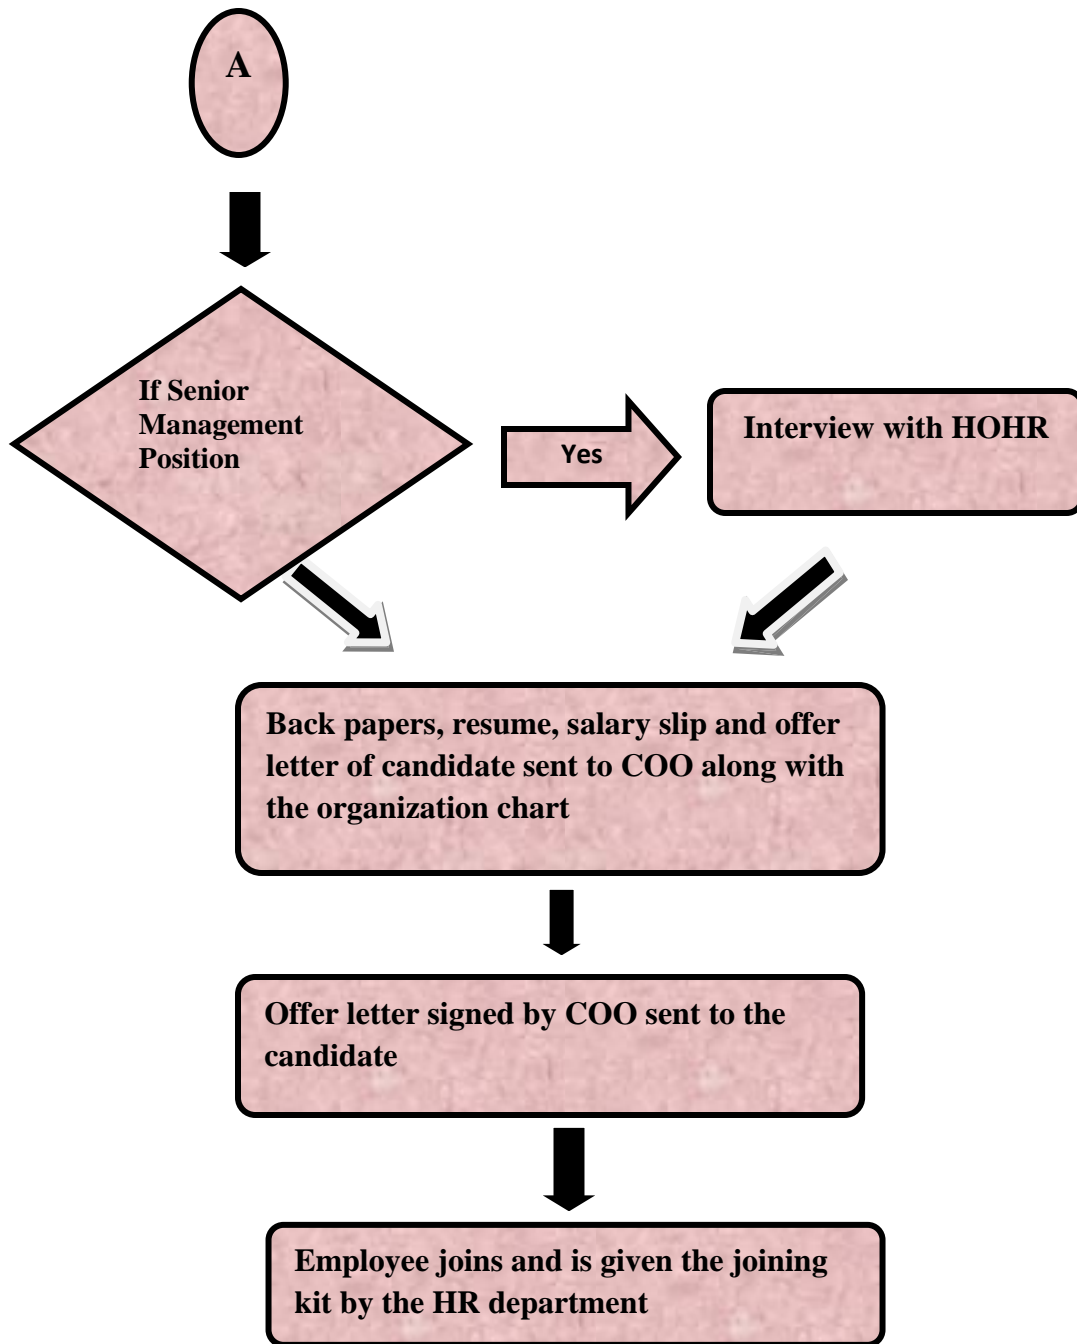 A
If Senior
Management
Position
Yes
Interview with HOHR
Back papers, resume, salary slip and offer
letter of candidate sent to COO along with
the organization chart
Offer letter signed by COO sent to the
candidate
Employee joins and is given the joining
kit by the HR department